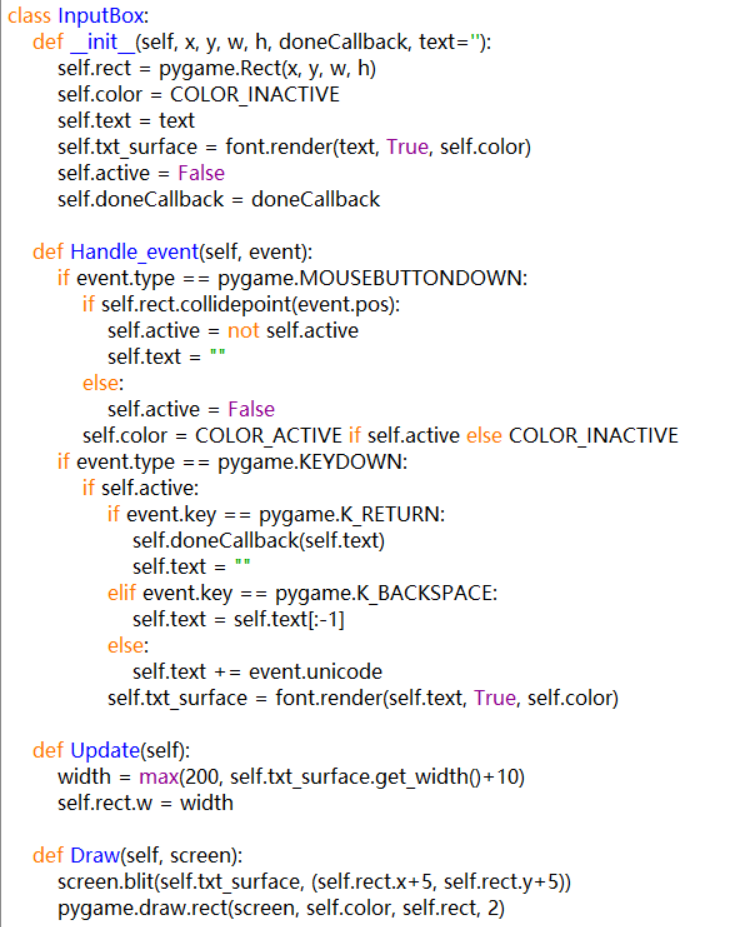 class InputBox:
    def __init__(self, x, y, w, h, doneCallback, text=''):
        self.rect = pygame.Rect(x, y, w, h)
        self.color = COLOR_INACTIVE
        self.text = text
        self.txt_surface = font.render(text, True, self.color)
        self.active = False
        self.doneCallback = doneCallback

    def Handle_event(self, event):
        if event.type == pygame.MOUSEBUTTONDOWN:
            if self.rect.collidepoint(event.pos):
                self.active = not self.active
                self.text = ""
            else:
                self.active = False
            self.color = COLOR_ACTIVE if self.active else COLOR_INACTIVE
        if event.type == pygame.KEYDOWN:
            if self.active:
                if event.key == pygame.K_RETURN:
                    self.doneCallback(self.text)
                    self.text = ""
                elif event.key == pygame.K_BACKSPACE:
                    self.text = self.text[:-1]
                else:
                    self.text += event.unicode
                self.txt_surface = font.render(self.text, True, self.color)

    def Update(self):
        width = max(200, self.txt_surface.get_width()+10)
        self.rect.w = width

    def Draw(self, screen):
        screen.blit(self.txt_surface, (self.rect.x+5, self.rect.y+5))
        pygame.draw.rect(screen, self.color, self.rect, 2)